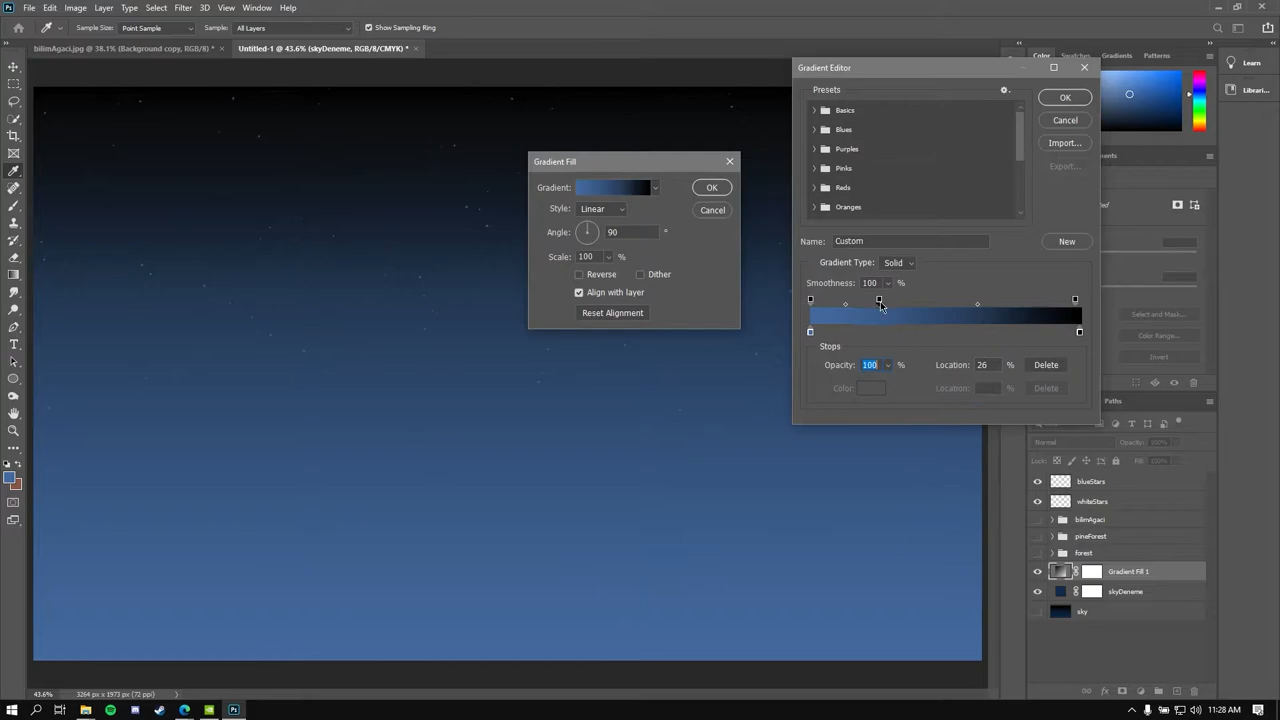 File Edit Image Layer Type Select Filter 3D View Window Help
Sample Size: Point Sample Sample: All Layers Show Sampling Ring
bilimAgaci.jpg @ 38.1% (Background copy, RGB/8) * × Untitled-1 @ 43.6% (skyDeneme, RGB/8/CMYK) * ×
Color Swatches Gradients Patterns
Learn
Librari...
Gradient Editor
Presets
Basics
Blues
Purples
Pinks
Reds
Oranges
OK
Cancel
Import...
Export...
Name: Custom New
Gradient Type: Solid
Smoothness: 100 %
Stops
Opacity: 100 % Location: 26 % Delete
Color: Location: % Delete
Gradient Fill
Gradient: OK
Style: Linear Cancel
Angle: 90 °
Scale: 100 %
Reverse Dither
Align with layer
Reset Alignment
Select and Mask...
Color Range...
Invert
Paths
Normal Opacity: 100%
Lock: Fill: 100%
blueStars
whiteStars
bilimAgaci
pineForest
forest
Gradient Fill 1
skyDeneme
sky
43.6% 3264 px x 1973 px (72 ppi)
11:28 AM